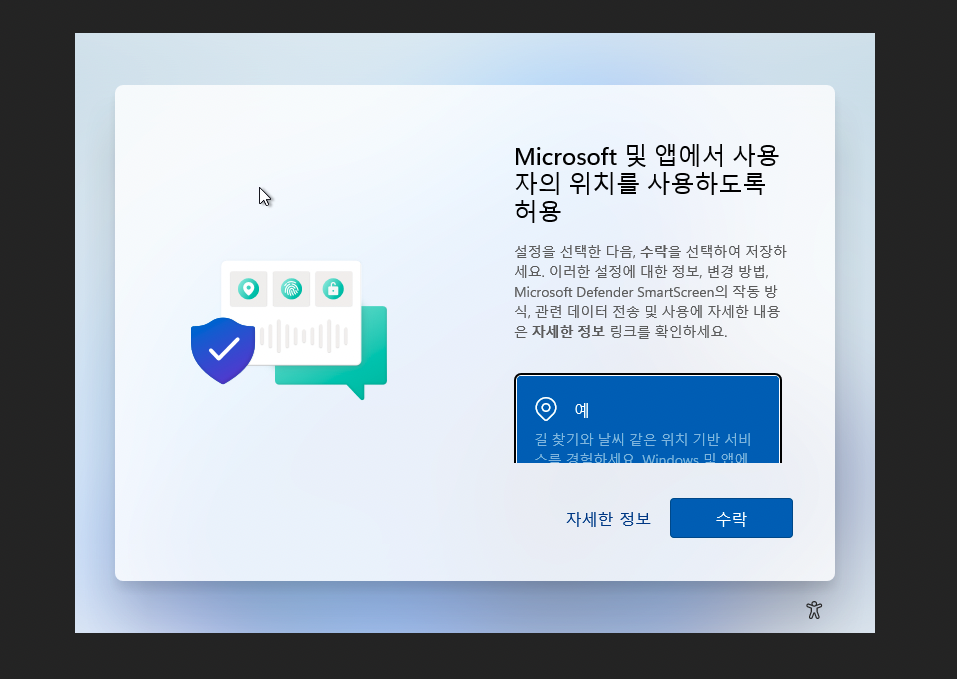 Microsoft 및 앱에서 사용
자의 위치를 사용하도록
허용
설정을 선택한 다음, 수락을 선택하여 저장하
세요. 이러한 설정에 대한 정보, 변경 방법,
Microsoft Defender SmartScreen의 작동 방
식, 관련 데이터 전송 및 사용에 자세한 내용
은 자세한 정보 링크를 확인하세요.
예
길 찾기와 날씨 같은 위치 기반 서비
스를 경험하세요. Windows 및 앱에
자세한 정보
수락